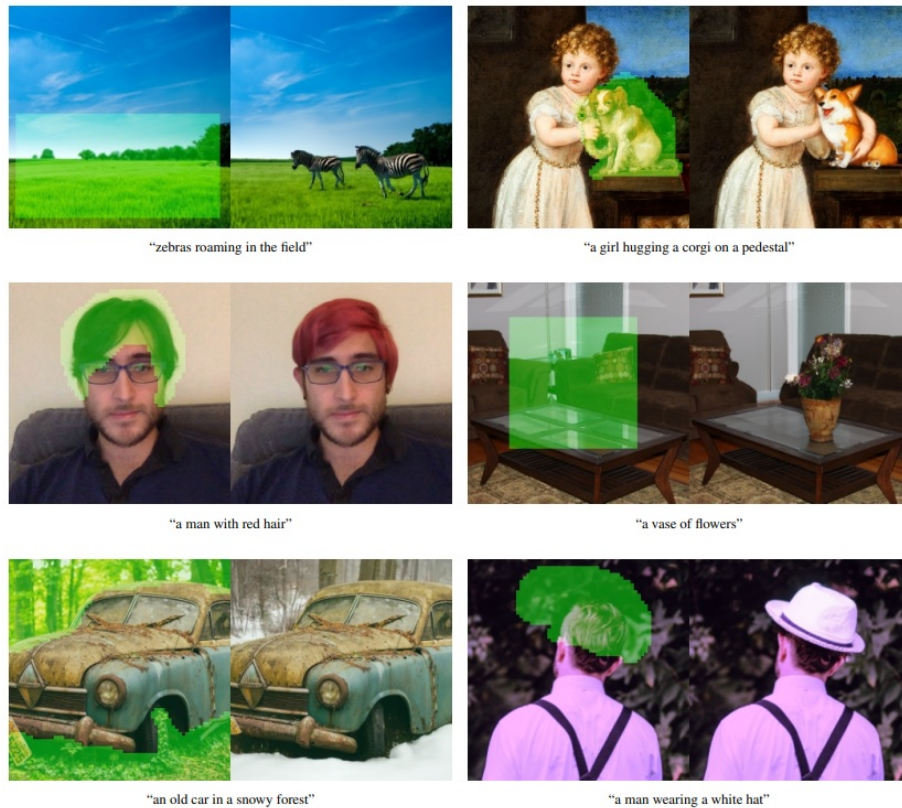 “zebras roaming in the field”
“a girl hugging a corgi on a pedestal”
“a man with red hair”
“a vase of flowers”
“an old car in a snowy forest”
“a man wearing a white hat”